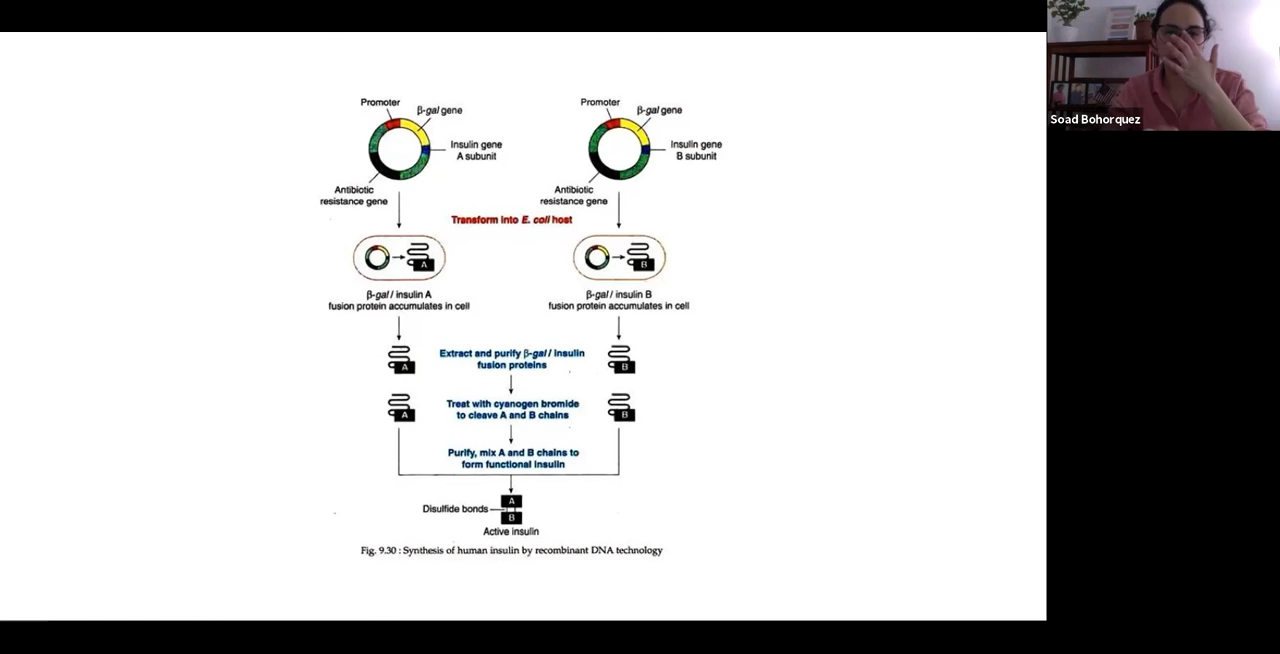 Soad Bohorquez
Promoter
β-gal gene
Insulin gene
A subunit
Antibiotic
resistance gene
Promoter
β-gal gene
Insulin gene
B subunit
Antibiotic
resistance gene
Transform into E. coli host
A
B
β-gal / insulin A
fusion protein accumulates in cell
β-gal / insulin B
fusion protein accumulates in cell
A
Extract and purify β-gal / insulin
fusion proteins
B
A
Treat with cyanogen bromide
to cleave A and B chains
B
Purify, mix A and B chains to
form functional insulin
A
Disulfide bonds
B
Active insulin
Fig. 9.30 : Synthesis of human insulin by recombinant DNA technology